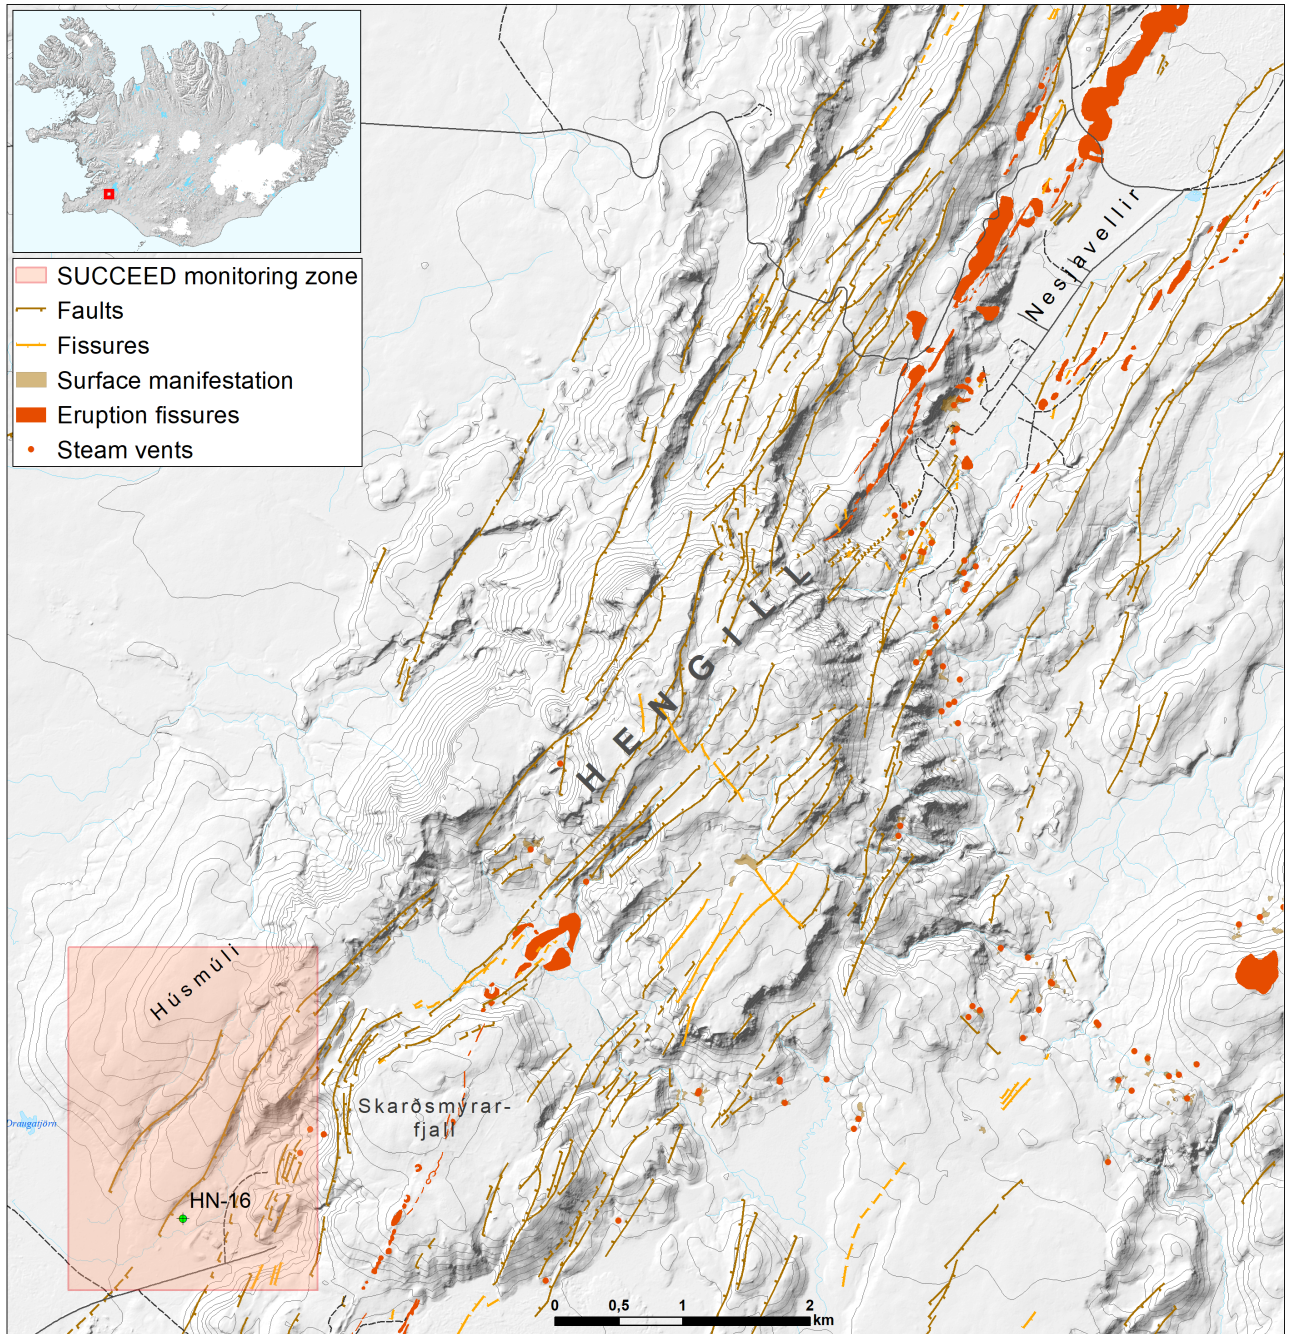 SUCCEED monitoring zone
Faults
Fissures
Surface manifestation
Eruption fissures
Steam vents
Nesjavellir
HENGILL
Húsmúli
Skarðsmýrar-
fjall
Draugatjörn
HN-16
0 0,5 1 2
km